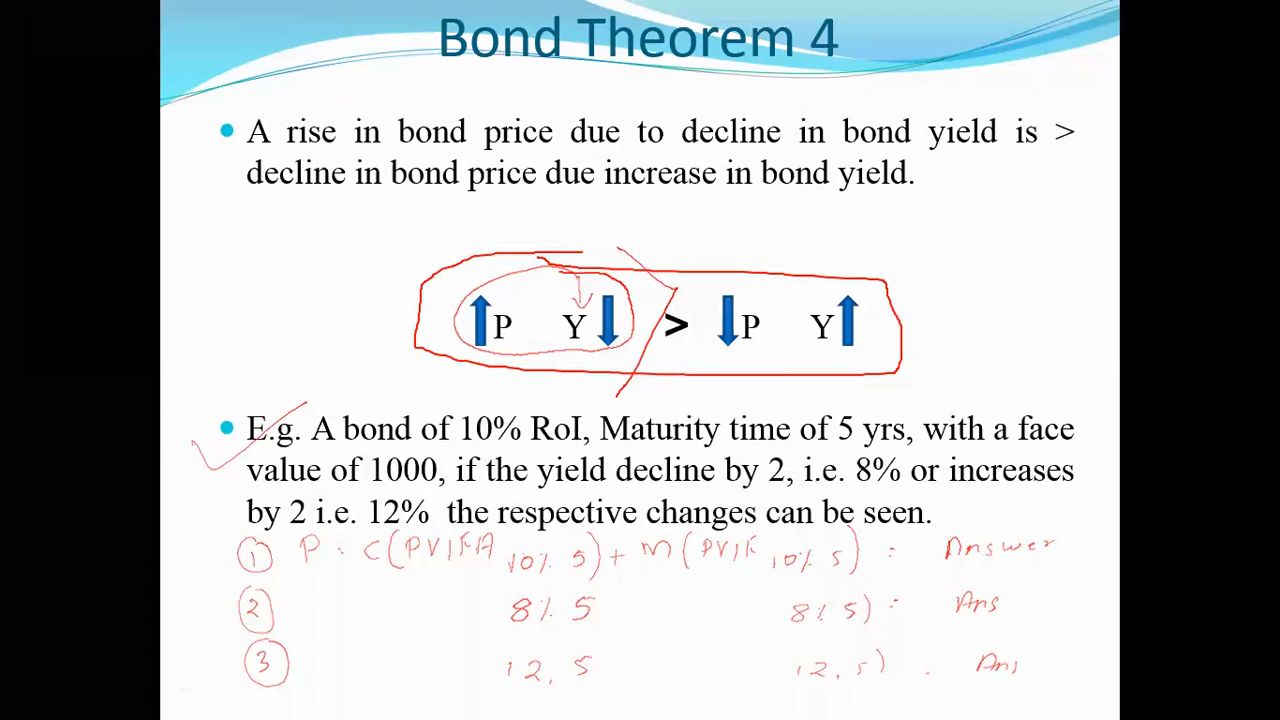 Bond Theorem 4
A rise in bond price due to decline in bond yield is >
decline in bond price due increase in bond yield.
P Y > P Y
E.g. A bond of 10% RoI, Maturity time of 5 yrs, with a face
value of 1000, if the yield decline by 2, i.e. 8% or increases
by 2 i.e. 12% the respective changes can be seen.
1 P : C(PVIFA 10% 5) + M(PVIF 10% 5) : Answer
2 8% 5 8% 5) : Ans
3 12, 5 12, 5) . Ans